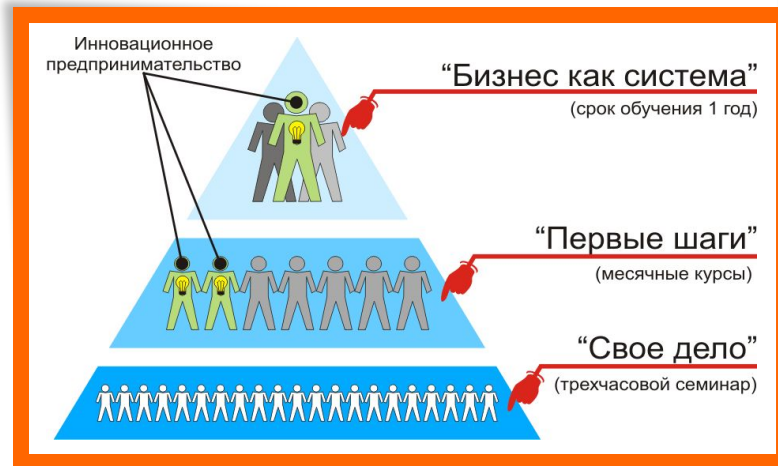 Инновационное
предпринимательство
“Бизнес как система”
(срок обучения 1 год)
“Первые шаги”
(месячные курсы)
“Свое дело”
(трехчасовой семинар)